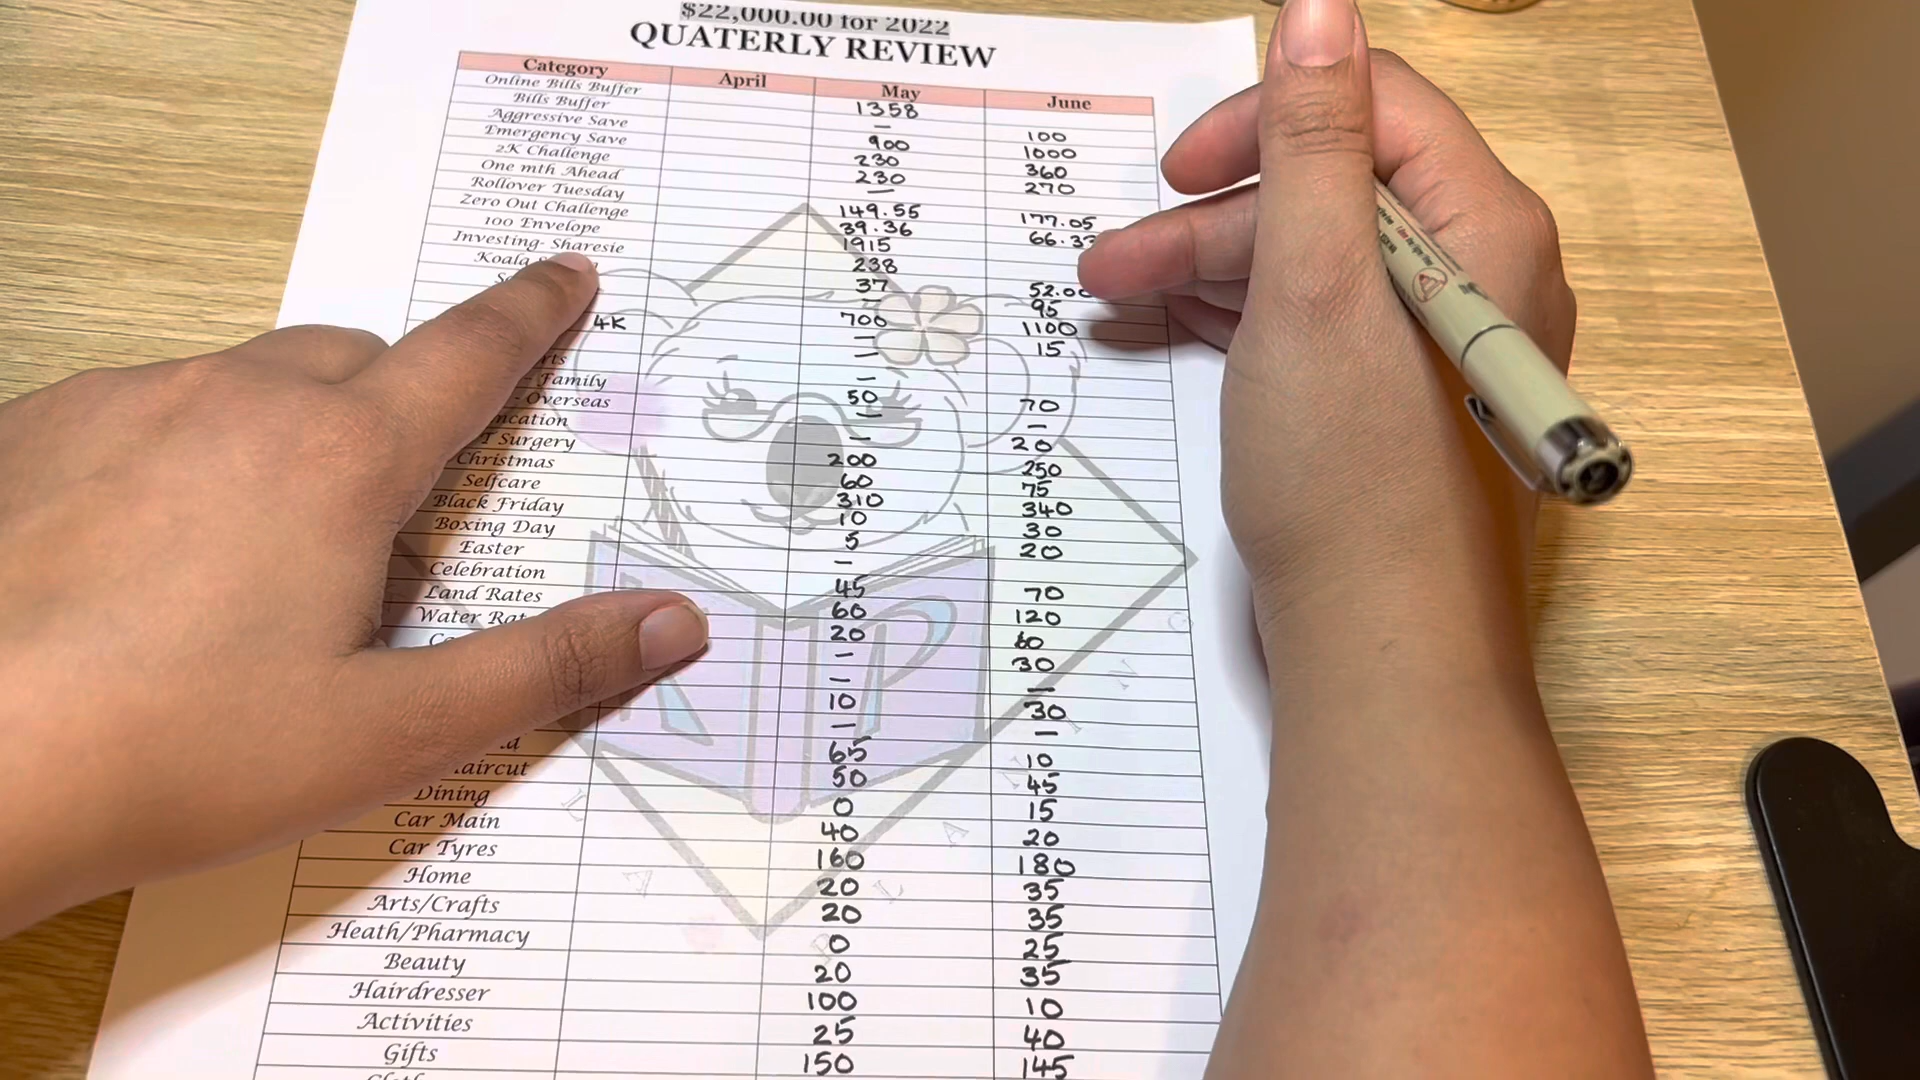 $22,000.00 for 2022
QUATERLY REVIEW
Category April May June
Online Bills Buffer 1358
Bills Buffer — 100
Aggressive Save 900 1000
Emergency Save 230 360
2K Challenge 230 270
One mth Ahead —
Rollover Tuesday 149.55 177.05
Zero Out Challenge 39.36 66.33
100 Envelope 1915
Investing- Sharesie 238
Koala 37 52.00
— 95
4K 700 1100
— 15
—
- Family —
- Overseas 50 70
— —
T Surgery — 20
Christmas 200 250
Selfcare 60 75
Black Friday 310 340
Boxing Day 10 30
Easter 5 20
Celebration —
Land Rates 45 70
Water 60 120
20 60
— 30
— —
10 30
— —
65 10
50 45
Dining 0 15
Car Main 40 20
Car Tyres 160 180
Home 20 35
Arts/Crafts 20 35
Heath/Pharmacy 0 25
Beauty 20 35
Hairdresser 100 10
Activities 25 40
Gifts 150 145